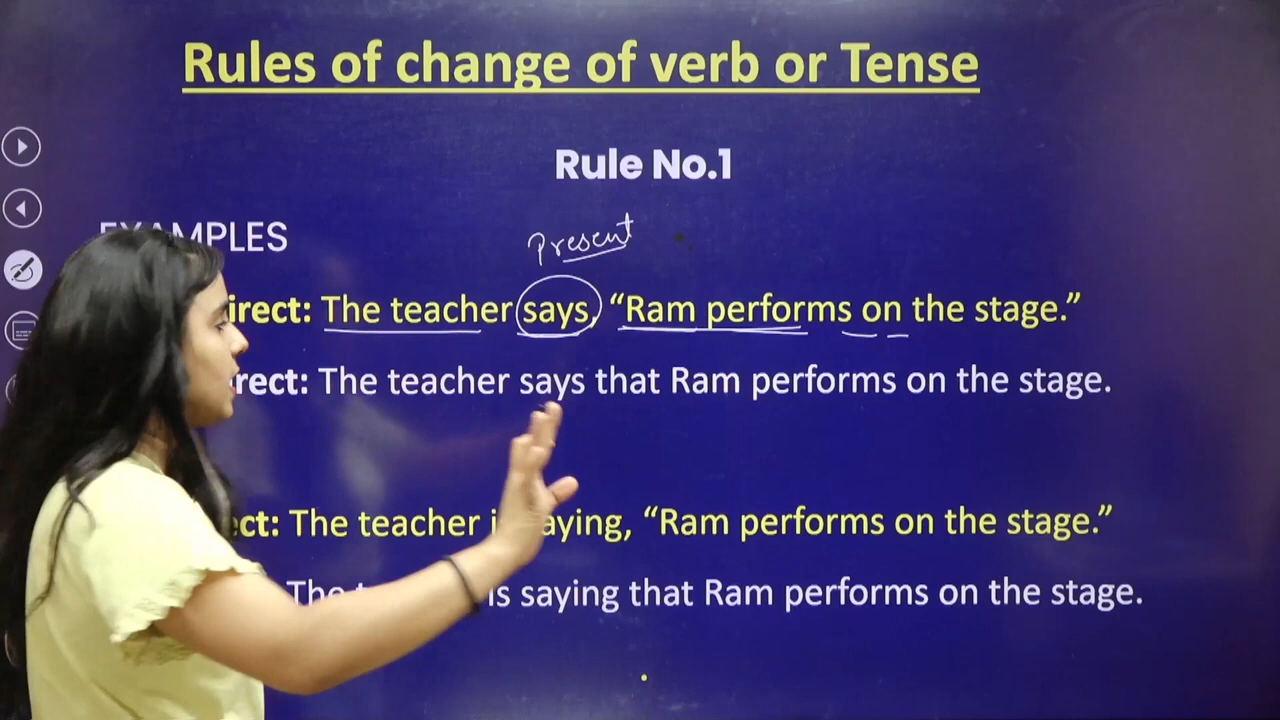 Rules of change of verb or Tense
Rule No.1
EXAMPLES
Present
irect: The teacher says, “Ram performs on the stage.”
rect: The teacher says that Ram performs on the stage.
ect: The teacher i aying, “Ram performs on the stage.”
The t is saying that Ram performs on the stage.